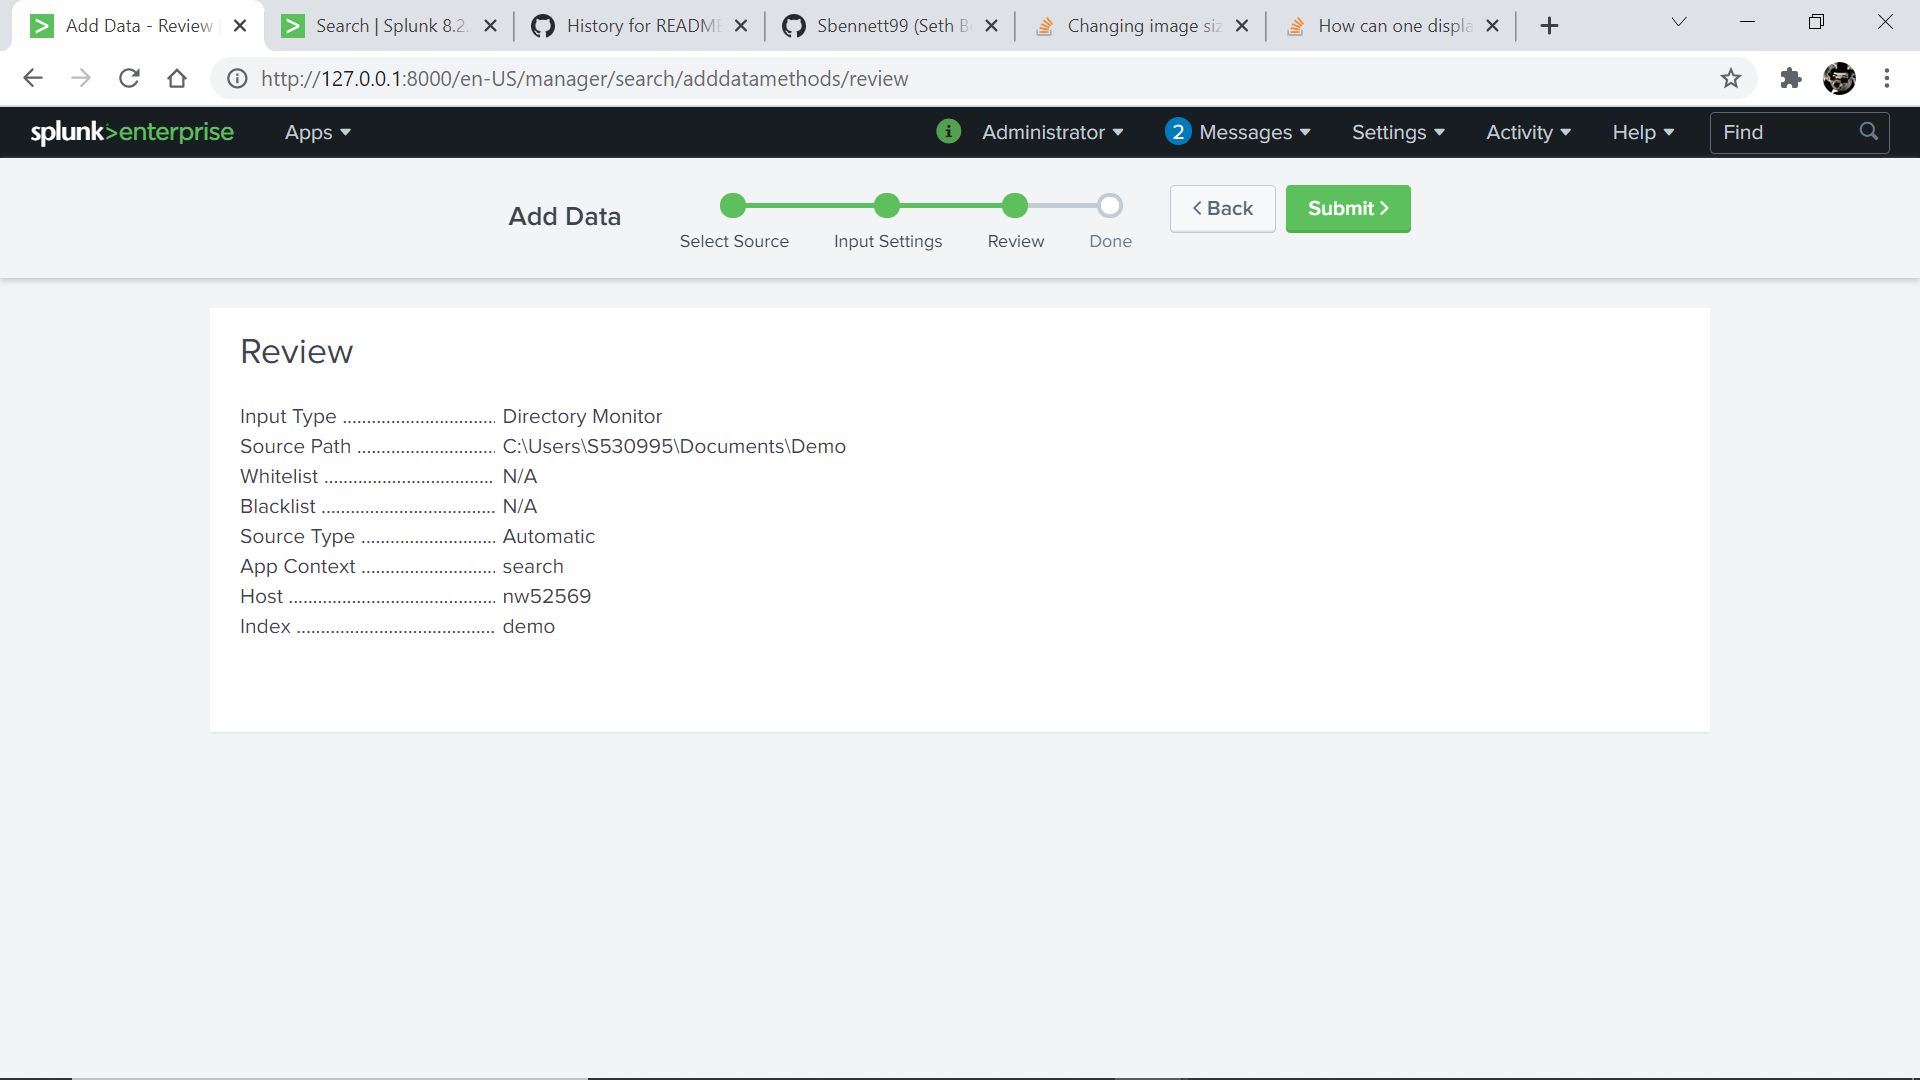 Add Data - Review
Search | Splunk 8.2.
History for READM
Sbennett99 (Seth B
Changing image siz
How can one displa
http://127.0.0.1:8000/en-US/manager/search/adddatamethods/review
splunk>enterprise
Apps
i
Administrator
2
Messages
Settings
Activity
Help
Find
Add Data
Select Source
Input Settings
Review
Done
< Back
Submit >
Review
Input Type ............................... Directory Monitor
Source Path ............................ C:\Users\S530995\Documents\Demo
Whitelist ................................... N/A
Blacklist .................................... N/A
Source Type ............................ Automatic
App Context ............................ search
Host .......................................... nw52569
Index ......................................... demo